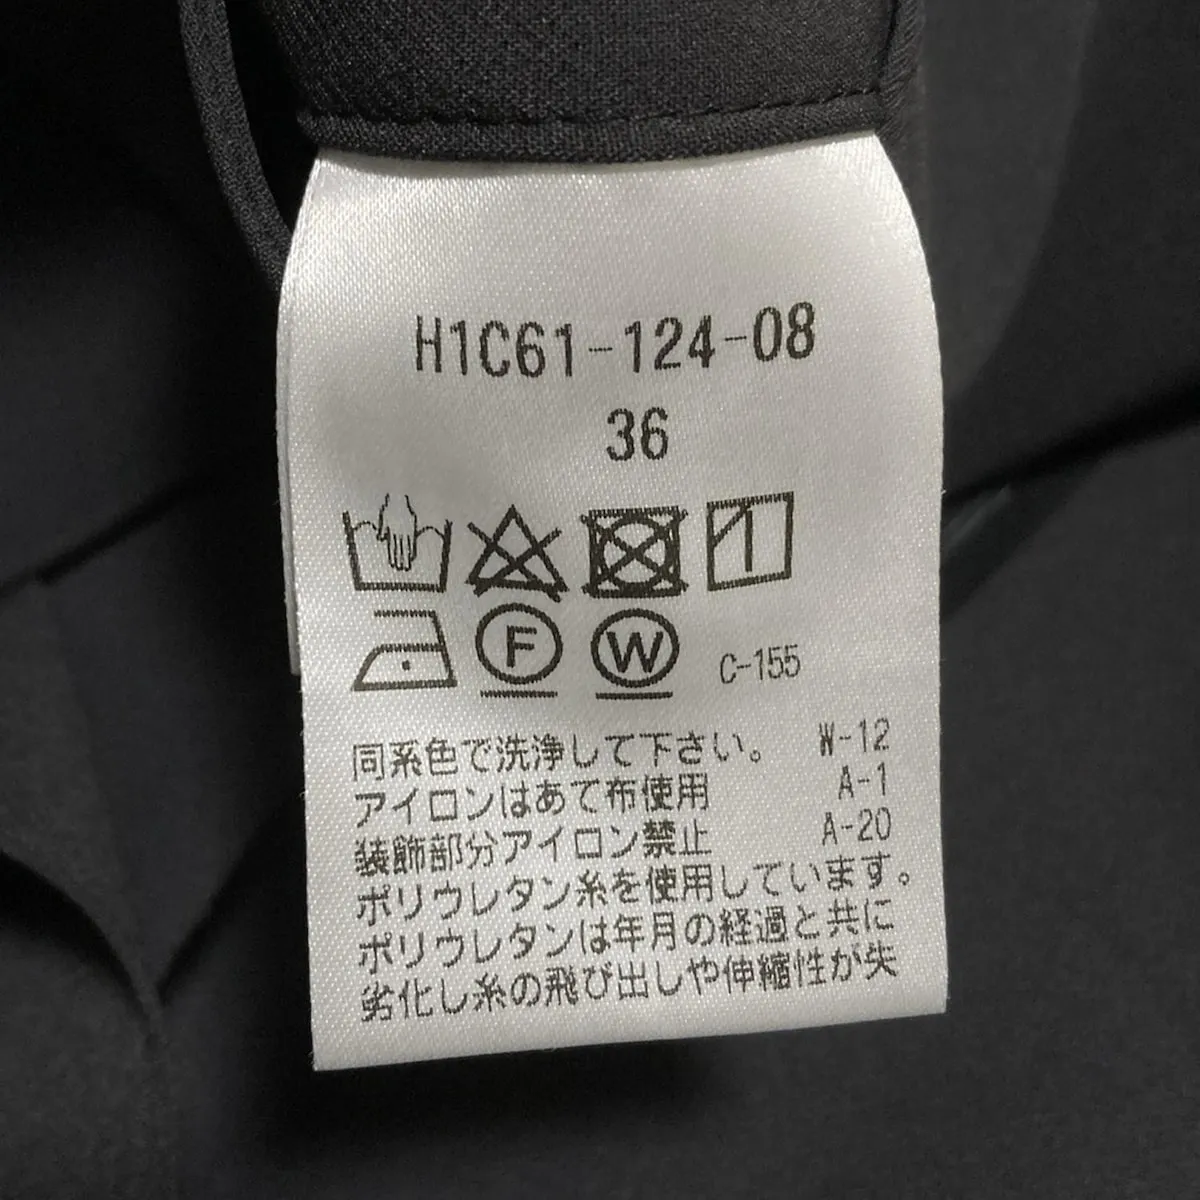 H1C61-124-08
36
F W C-155
同系色で洗浄して下さい。 W-12
アイロンはあて布使用 A-1
装飾部分アイロン禁止 A-20
ポリウレタン糸を使用しています。
ポリウレタンは年月の経過と共に
劣化し糸の飛び出しや伸縮性が失